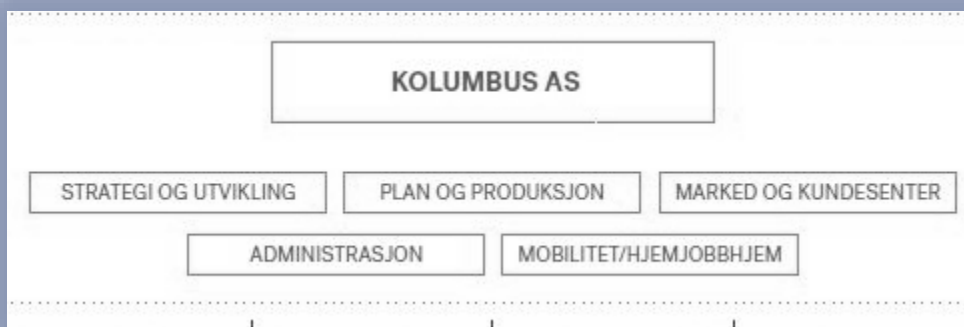 KOLUMBUS AS
STRATEGI OG UTVIKLING
PLAN OG PRODUKSJON
MARKED OG KUNDESENTER
ADMINISTRASJON
MOBILITET/HJEMJOBBHJEM